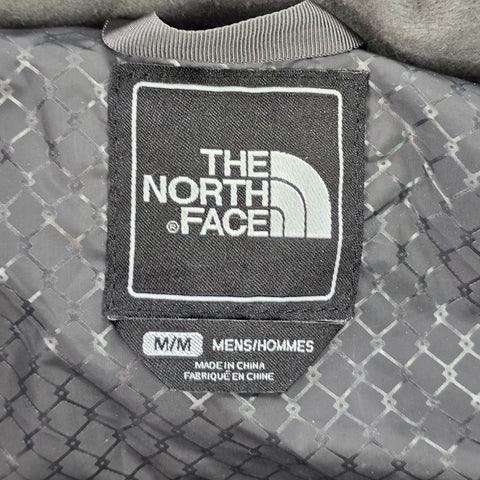 THE
NORTH
®FACE
M/M MENS/HOMMES
MADE IN CHINA
FABRIQUÉ EN CHINE